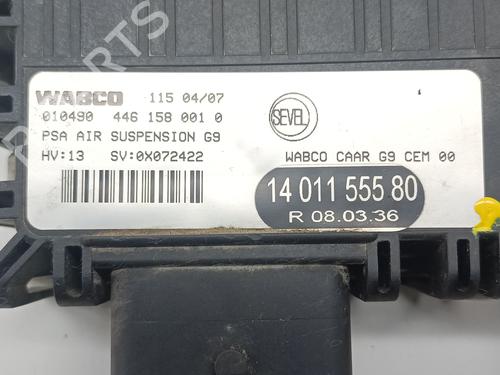 WABCO 115 04/07
010490 446 158 001 0
PSA AIR SUSPENSION G9
HV:13 SV:0X072422
SEVEL
WABCO CAAR G9 CEM 00
14 011 555 80
R 08.03.36